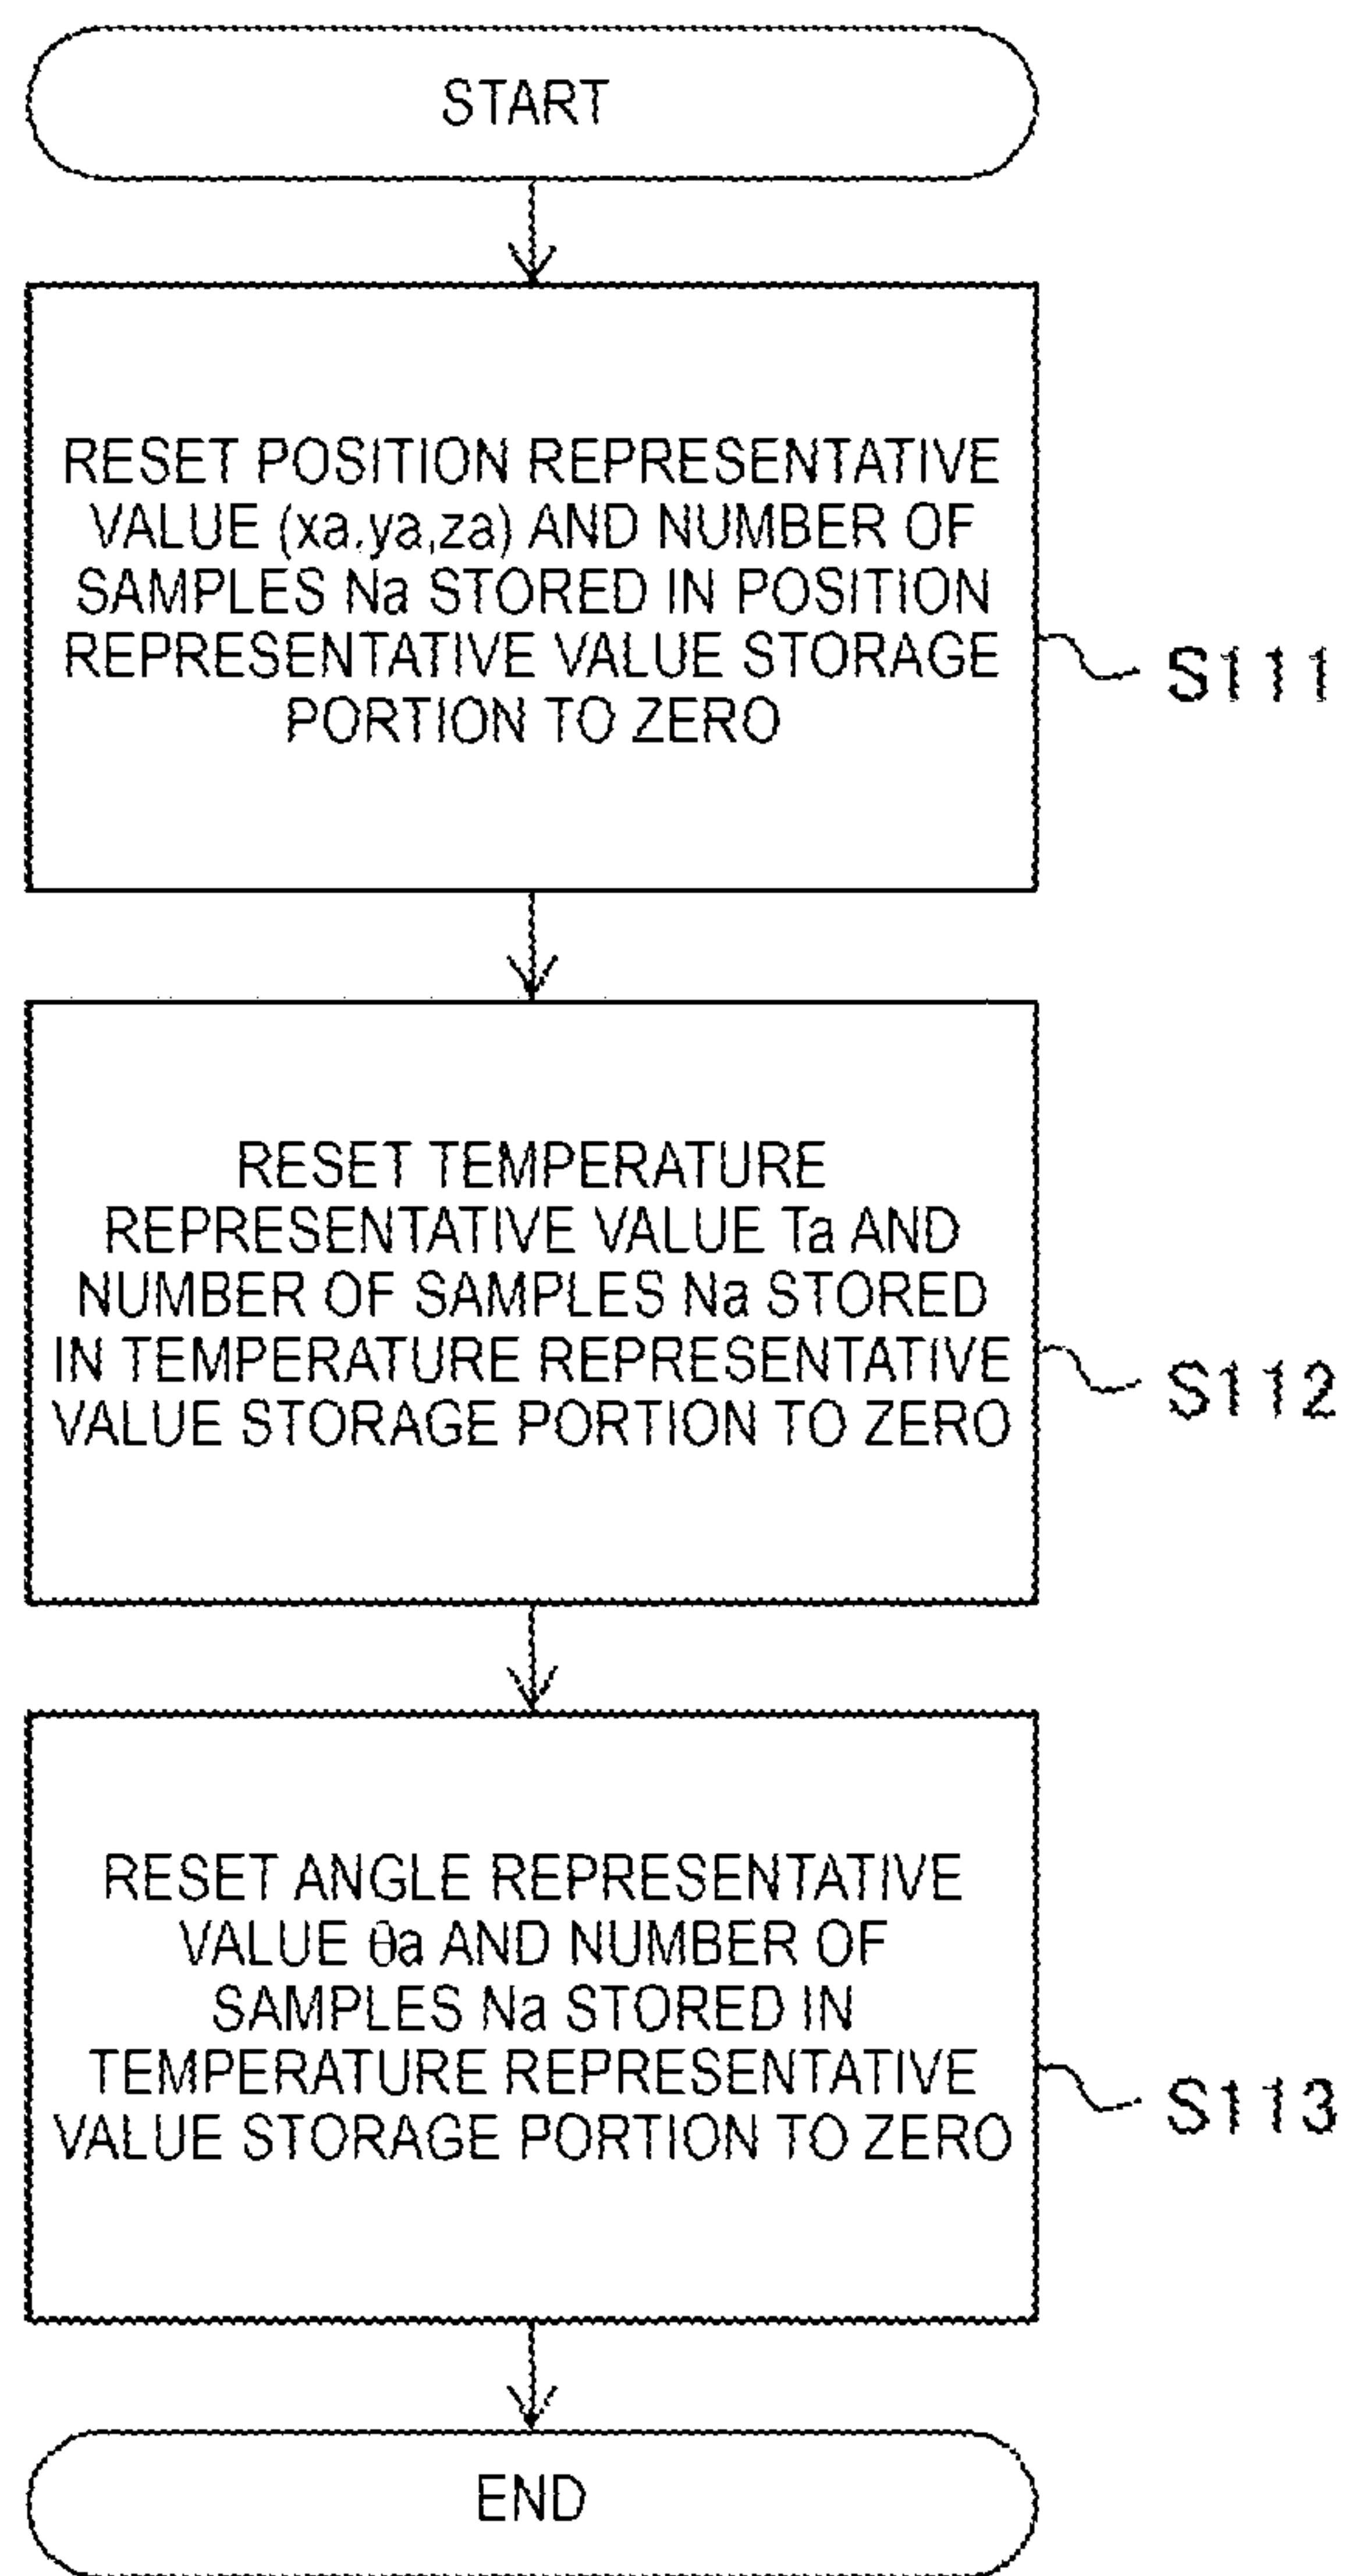 START
RESET POSITION REPRESENTATIVE
VALUE (xa,ya,za) AND NUMBER OF
SAMPLES Na STORED IN POSITION
REPRESENTATIVE VALUE STORAGE
PORTION TO ZERO
S111
RESET TEMPERATURE
REPRESENTATIVE VALUE Ta AND
NUMBER OF SAMPLES Na STORED
IN TEMPERATURE REPRESENTATIVE
VALUE STORAGE PORTION TO ZERO
S112
RESET ANGLE REPRESENTATIVE
VALUE θa AND NUMBER OF
SAMPLES Na STORED IN
TEMPERATURE REPRESENTATIVE
VALUE STORAGE PORTION TO ZERO
S113
END